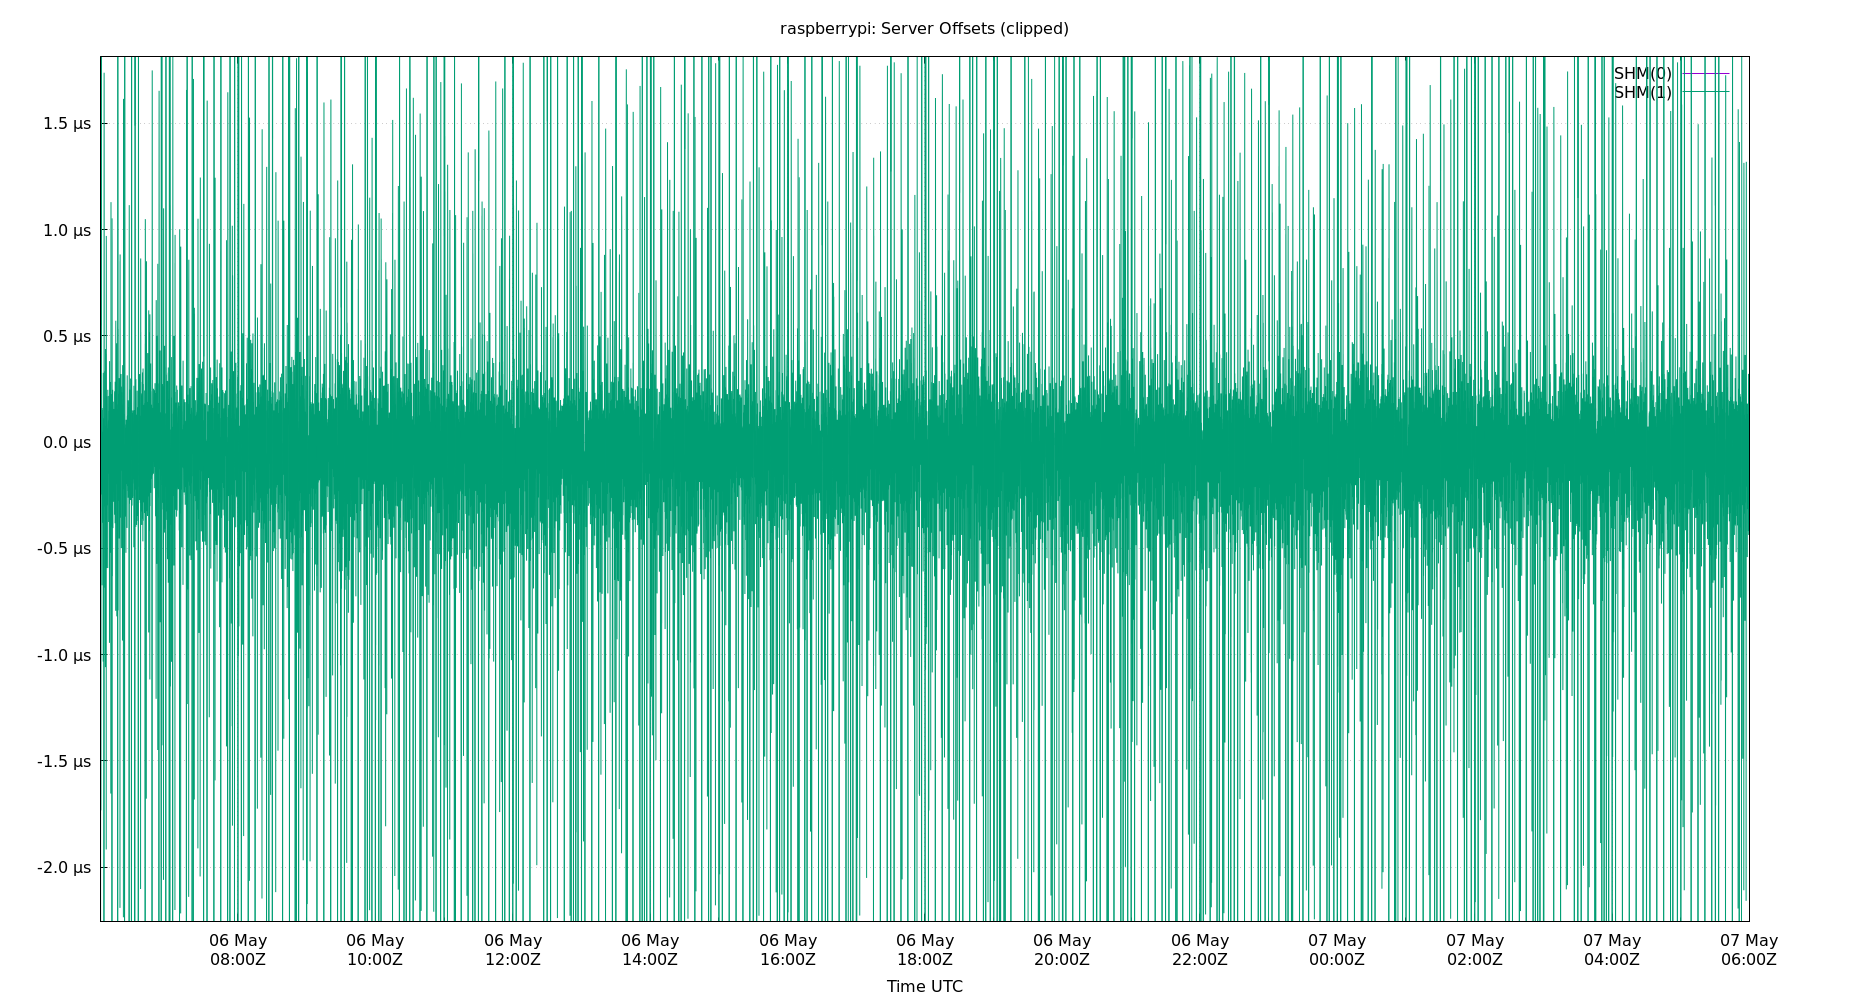 raspberrypi: Server Offsets (clipped)
SHM(0)
SHM(1)
1.5 µs
1.0 µs
0.5 µs
0.0 µs
-0.5 µs
-1.0 µs
-1.5 µs
-2.0 µs
06 May 06 May 06 May 06 May 06 May 06 May 06 May 06 May 07 May 07 May 07 May 07 May
08:00Z 10:00Z 12:00Z 14:00Z 16:00Z 18:00Z 20:00Z 22:00Z 00:00Z 02:00Z 04:00Z 06:00Z
Time UTC